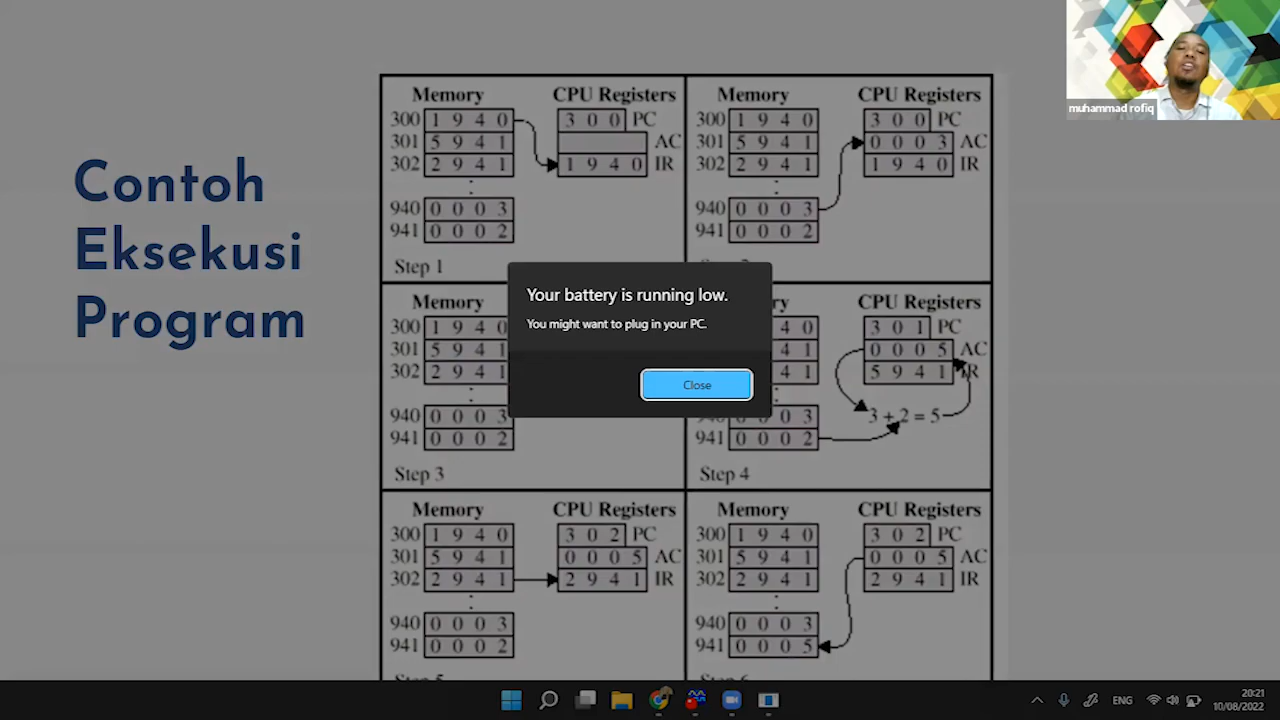 muhammad rofiq
Contoh
Eksekusi
Program
Memory CPU Registers
300 1 9 4 0 3 0 0 PC
301 5 9 4 1 AC
302 2 9 4 1 1 9 4 0 IR
:
940 0 0 0 3
941 0 0 0 2
Step 1
Memory CPU Registers
300 1 9 4 0 3 0 0 PC
301 5 9 4 1 0 0 0 3 AC
302 2 9 4 1 1 9 4 0 IR
:
940 0 0 0 3
941 0 0 0 2
Your battery is running low.
You might want to plug in your PC.
Close
Memory
300 1 9 4 0
301 5 9 4 1
302 2 9 4 1
:
940 0 0 0 3
941 0 0 0 2
Step 3
CPU Registers
4 0 3 0 1 PC
4 1 0 0 0 5 AC
4 1 5 9 4 1 IR
0 3 3 + 2 = 5
941 0 0 0 2
Step 4
Memory CPU Registers
300 1 9 4 0 3 0 2 PC
301 5 9 4 1 0 0 0 5 AC
302 2 9 4 1 2 9 4 1 IR
:
940 0 0 0 3
941 0 0 0 2
Memory CPU Registers
300 1 9 4 0 3 0 2 PC
301 5 9 4 1 0 0 0 5 AC
302 2 9 4 1 2 9 4 1 IR
:
940 0 0 0 3
941 0 0 0 5
ENG
20:21
10/08/2022